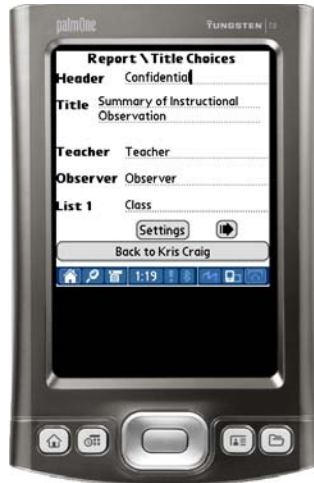 palmOne TUNGSTEN
Report \ Title Choices
Header Confidential
Title Summary of Instructional
Observation
Teacher Teacher
Observer Observer
List 1 Class
Settings
Back to Kris Craig
1:19